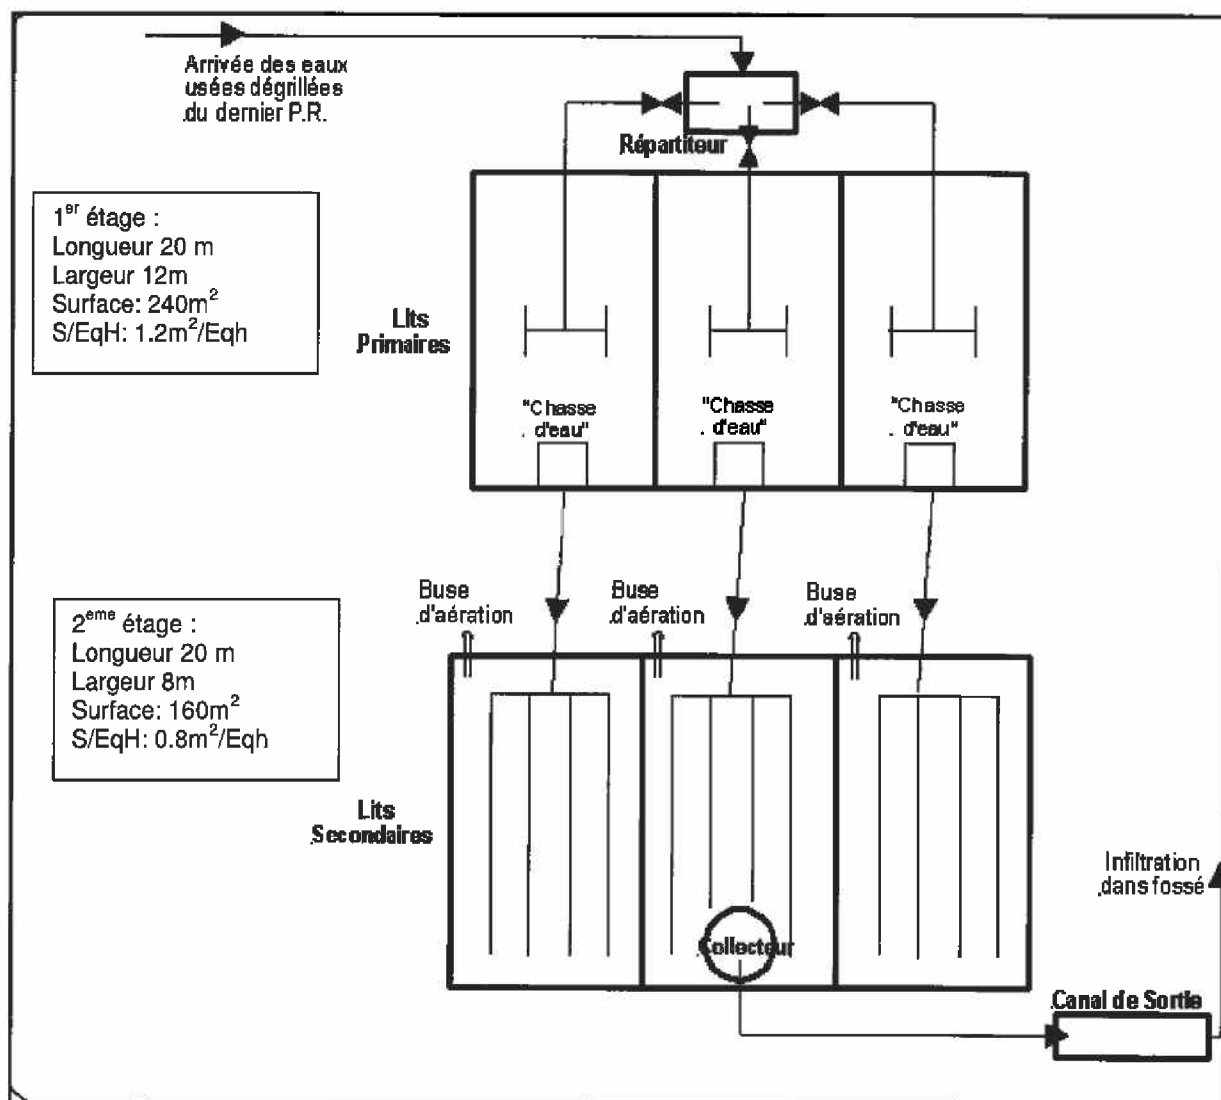 Arrivée des eaux
usées dégrillées
.du dernier P.R.
Répartiteur
1er étage :
Longueur 20 m
Largeur 12m
Surface: 240m²
S/EqH: 1.2m²/Eqh
Lits
Primaires
"Chasse
. d'eau"
"Chasse
. d'eau"
"Chasse
. d'eau"
Buse
.d'aération
Buse
.d'aération
Buse
.d'aération
2eme étage :
Longueur 20 m
Largeur 8m
Surface: 160m²
S/EqH: 0.8m²/Eqh
Lits
.Secondaires
Collecteur
Infiltration
.dans fossé
Canal de Sortie